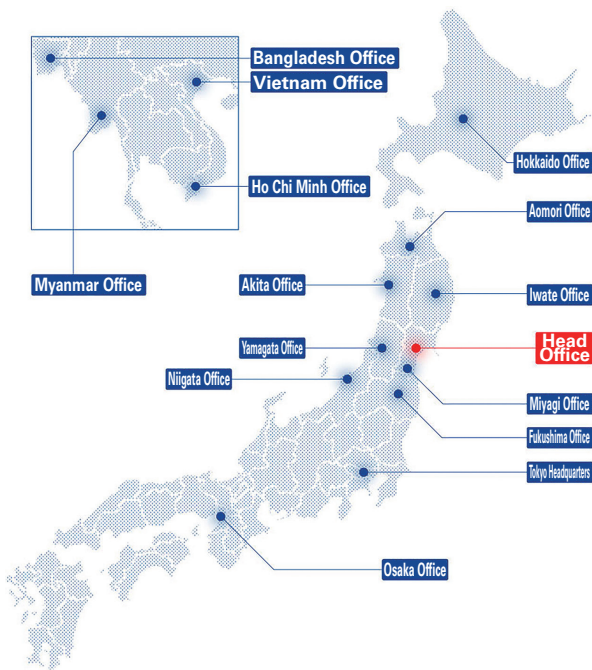 Bangladesh Office
Vietnam Office
Hokkaido Office
Ho Chi Minh Office
Aomori Office
Myanmar Office
Akita Office
Iwate Office
Head
Office
Yamagata Office
Niigata Office
Miyagi Office
Fukushima Office
Tokyo Headquarters
Osaka Office